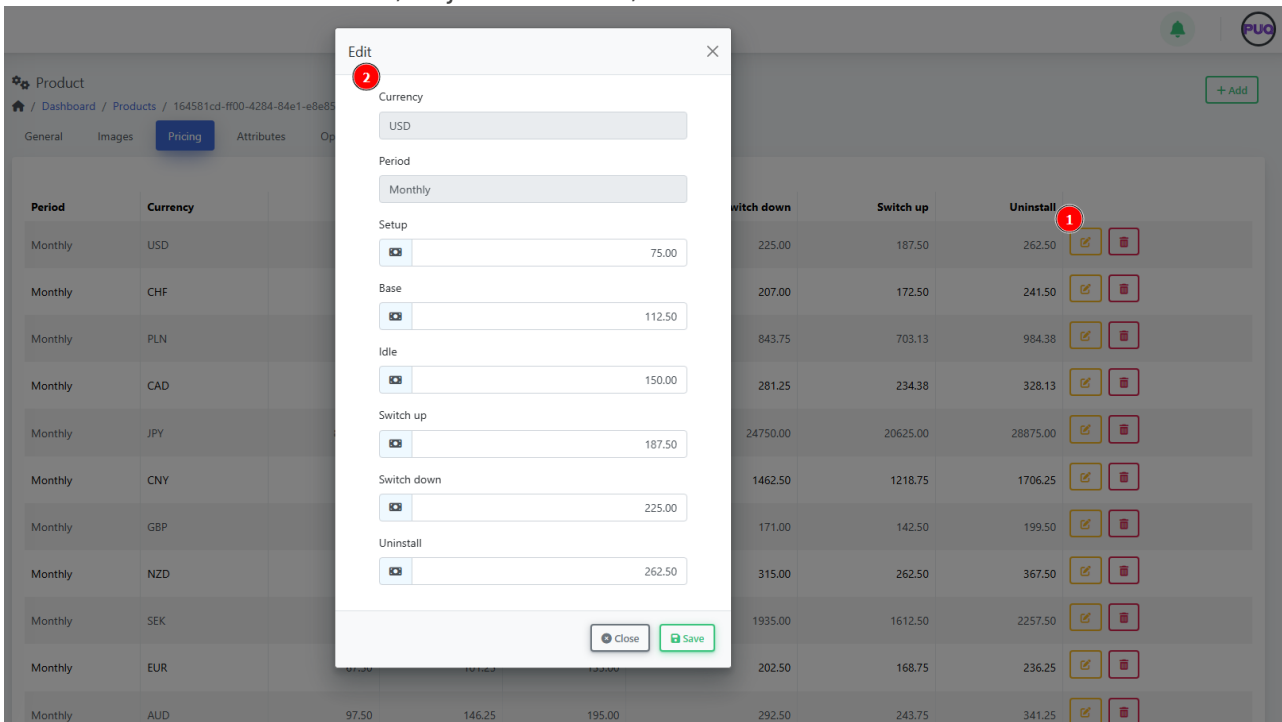 PUQ
Product
+ Add
/ Dashboard / Products / 164581cd-ff00-4284-84e1-e8e85
General Images Pricing Attributes Op
Edit
2
Currency
USD
Period
Monthly
Setup
75.00
Base
112.50
Idle
150.00
Switch up
187.50
Switch down
225.00
Uninstall
262.50
Close Save
1
Period Currency witch down Switch up Uninstall
Monthly USD 225.00 187.50 262.50
Monthly CHF 207.00 172.50 241.50
Monthly PLN 843.75 703.13 984.38
Monthly CAD 281.25 234.38 328.13
Monthly JPY 24750.00 20625.00 28875.00
Monthly CNY 1462.50 1218.75 1706.25
Monthly GBP 171.00 142.50 199.50
Monthly NZD 315.00 262.50 367.50
Monthly SEK 1935.00 1612.50 2257.50
Monthly EUR 67.50 101.25 135.00 202.50 168.75 236.25
Monthly AUD 97.50 146.25 195.00 292.50 243.75 341.25